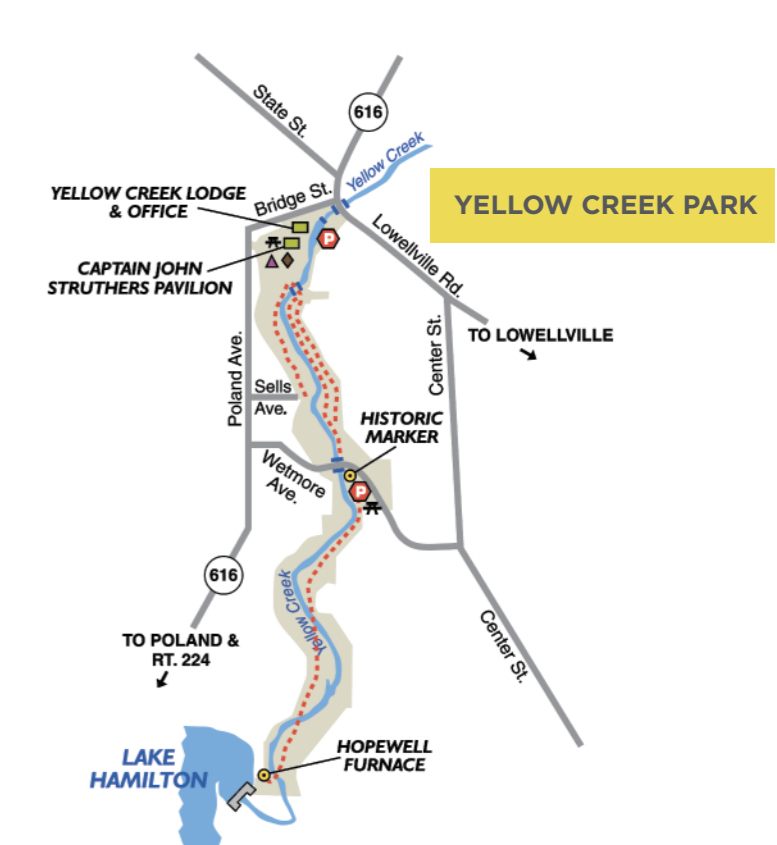 State St.
616
Yellow Creek
YELLOW CREEK PARK
YELLOW CREEK LODGE
& OFFICE
Bridge St.
P
Lowellville Rd.
CAPTAIN JOHN
STRUTHERS PAVILION
TO LOWELLVILLE
Center St.
Poland Ave.
Sells
Ave.
HISTORIC
MARKER
Wetmore
Ave.
P
616
Yellow Creek
Center St.
TO POLAND &
RT. 224
LAKE
HAMILTON
HOPEWELL
FURNACE